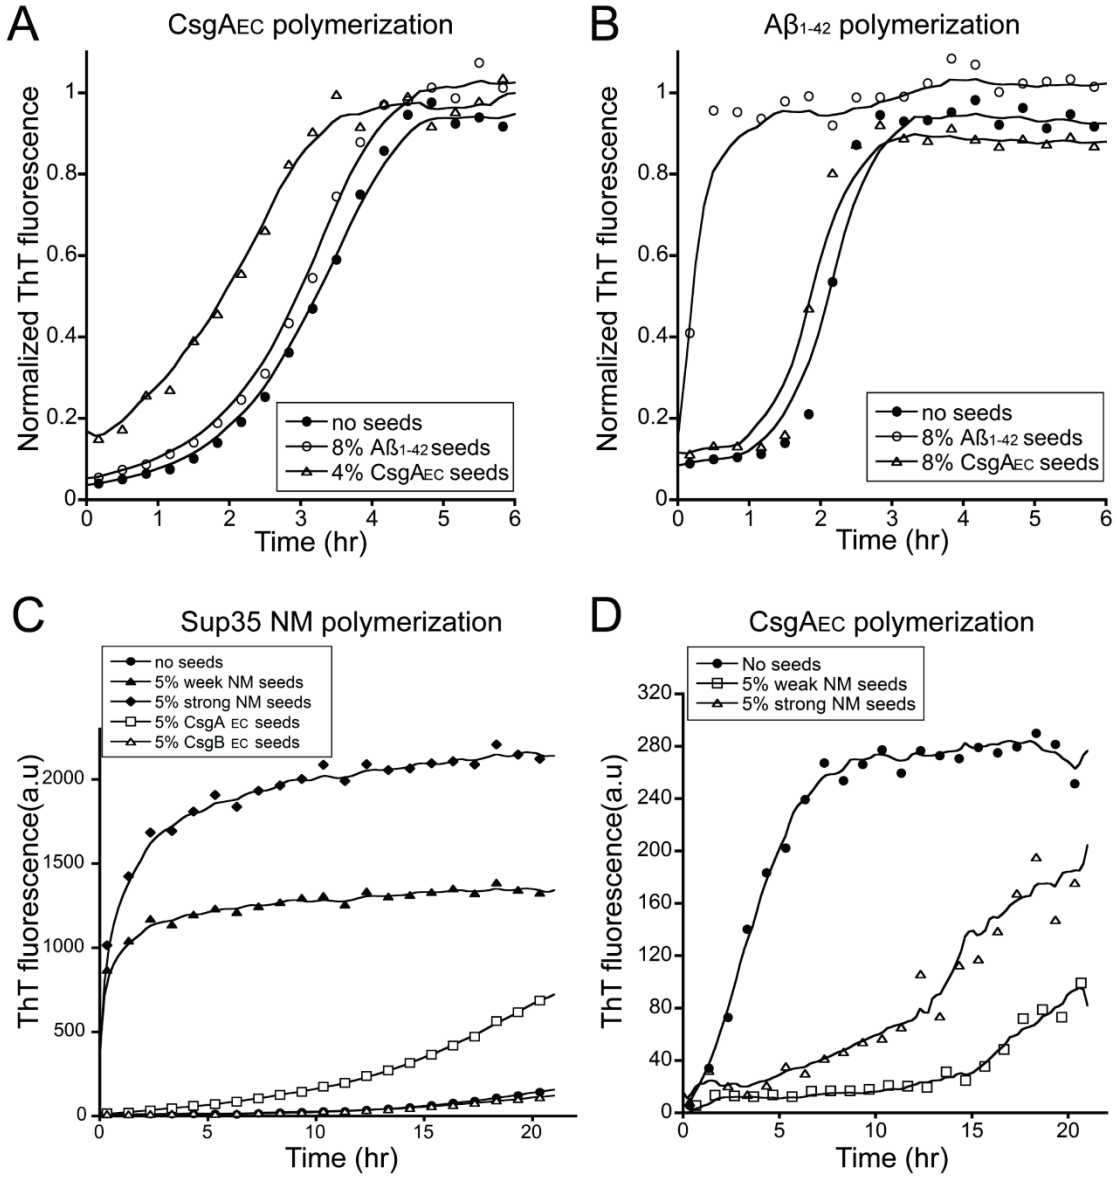 A
CsgAEC polymerization
Normalized ThT fluorescence
1
0.8
0.6
0.4
0.2
0
0 1 2 3 4 5 6
Time (hr)
no seeds
8% Aß1-42 seeds
4% CsgAEC seeds
B
Aβ1-42 polymerization
Normalized ThT fluorescence
1
0.8
0.6
0.4
0.2
0
0 1 2 3 4 5 6
Time (hr)
no seeds
8% Aß1-42 seeds
8% CsgAEC seeds
C
Sup35 NM polymerization
no seeds
5% week NM seeds
5% strong NM seeds
5% CsgA EC seeds
5% CsgB EC seeds
ThT fluorescence(a.u)
2000
1500
1000
500
0
0 5 10 15 20
Time (hr)
D
CsgAEC polymerization
No seeds
5% weak NM seeds
5% strong NM seeds
ThT fluorescence(a.u)
320
280
240
200
160
120
80
40
0
0 5 10 15 20
Time (hr)